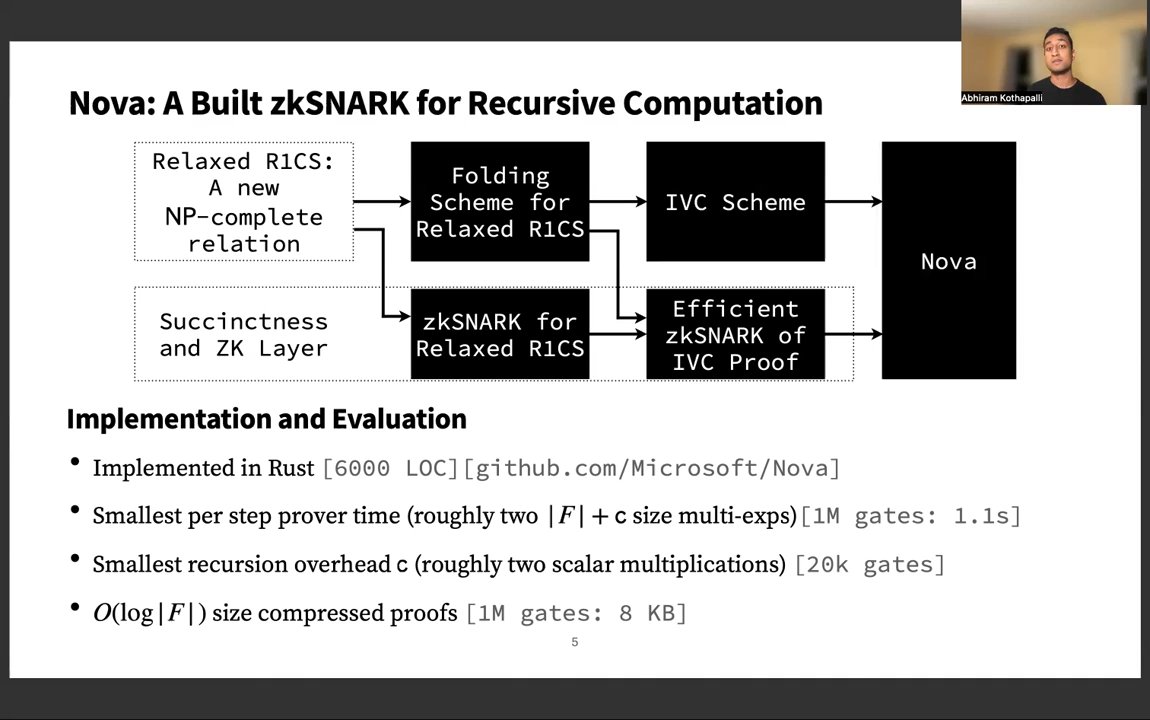 Abhiram Kothapalli
Nova: A Built zkSNARK for Recursive Computation
Relaxed R1CS:
A new
NP-complete
relation
Folding
Scheme for
Relaxed R1CS
IVC Scheme
Nova
Succinctness
and ZK Layer
zkSNARK for
Relaxed R1CS
Efficient
zkSNARK of
IVC Proof
Implementation and Evaluation
• Implemented in Rust [6000 LOC][github.com/Microsoft/Nova]
• Smallest per step prover time (roughly two |F| + c size multi-exps)[1M gates: 1.1s]
• Smallest recursion overhead c (roughly two scalar multiplications) [20k gates]
• O(log|F|) size compressed proofs [1M gates: 8 KB]
5